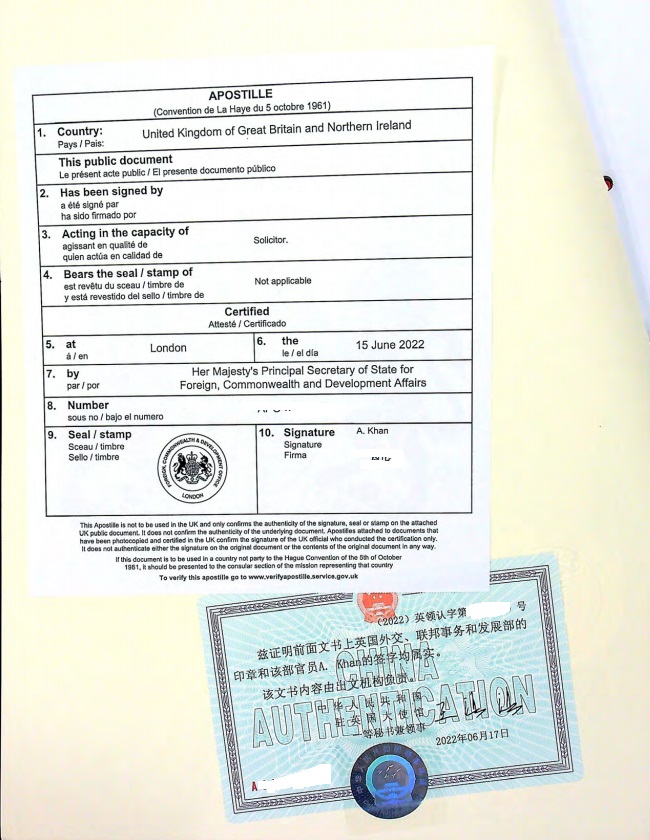 APOSTILLE
(Convention de La Haye du 5 octobre 1961)
1. Country: United Kingdom of Great Britain and Northern Ireland
Pays / Pais:
This public document
Le présent acte public / El presente documento público
2. Has been signed by
a été signé par
ha sido firmado por
3. Acting in the capacity of Solicitor.
agissant en qualité de
quien actúa en calidad de
4. Bears the seal / stamp of Not applicable
est revêtu du sceau / timbre de
y está revestido del sello / timbre de
Certified
Attesté / Certificado
5. at London 6. the 15 June 2022
á / en le / el día
7. by Her Majesty's Principal Secretary of State for
par / por Foreign, Commonwealth and Development Affairs
8. Number
sous no / bajo el numero
9. Seal / stamp 10. Signature A. Khan
Sceau / timbre Signature
Sello / timbre Firma
FOREIGN, COMMONWEALTH & DEVELOPMENT OFFICE
LONDON
This Apostille is not to be used in the UK and only confirms the authenticity of the signature, seal or stamp on the attached
UK public document. It does not confirm the authenticity of the underlying document. Apostilles attached to documents that
have been photocopied and certified in the UK confirm the signature of the UK official who conducted the certification only.
It does not authenticate either the signature on the original document or the contents of the original document in any way.
If this document is to be used in a country not party to the Hague Convention of the 5th of October
1961, it should be presented to the consular section of the mission representing that country
To verify this apostille go to www.verifyapostille.service.gov.uk
(2022) 英领认字第 号
兹证明前面文书上英国外交、联邦事务和发展部的
印章和该部官员A. Khan的签字均属实。
该文书内容由出文机构负责。
CHINA
AUTHENTICATION
中华人民共和国
驻英国大使馆
一等秘书兼领事
2022年06月17日
A